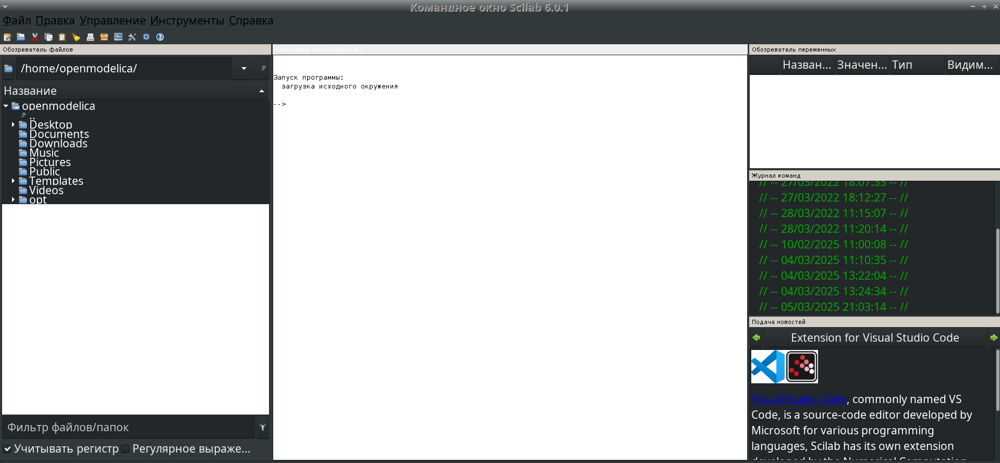 Командное окно Scilab 6.0.1
Файл Правка Управление Инструменты Справка
Обозреватель файлов
/home/openmodelica/
Название
openmodelica
..
Desktop
Documents
Downloads
Music
Pictures
Public
Templates
Videos
opt
Фильтр файлов/папок
Учитывать регистр Регулярное выраже...
Командное окно Scilab 6.0.1
Запуск программы:
загрузка исходного окружения
-->
Обозреватель переменных
Назван... Значен... Тип Видим...
Журнал команд
// -- 27/03/2022 18:07:33 -- //
// -- 27/03/2022 18:12:27 -- //
// -- 28/03/2022 11:15:07 -- //
// -- 28/03/2022 11:20:14 -- //
// -- 10/02/2025 11:00:08 -- //
// -- 04/03/2025 11:10:35 -- //
// -- 04/03/2025 13:22:04 -- //
// -- 04/03/2025 13:24:34 -- //
// -- 05/03/2025 21:03:14 -- //
Подача новостей
Extension for Visual Studio Code
Visual Studio Code, commonly named VS
Code, is a source-code editor developed by
Microsoft for various programming
languages, Scilab has its own extension
developed by the Numerical Computation